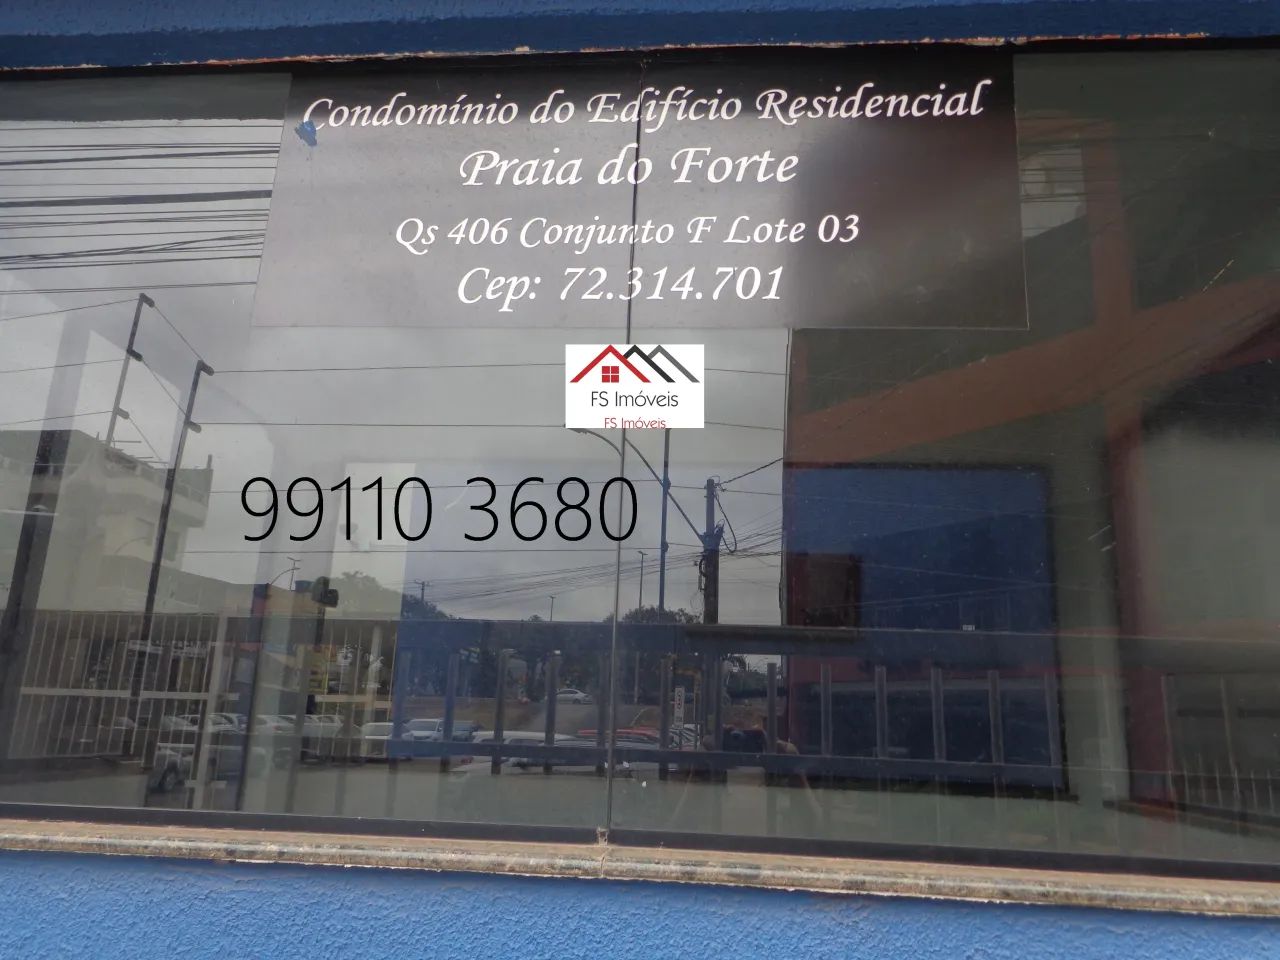 Condomínio do Edifício Residencial
Praia do Forte
Qs 406 Conjunto F Lote 03
Cep: 72.314.701
FS Imóveis
FS Imóveis
99110 3680